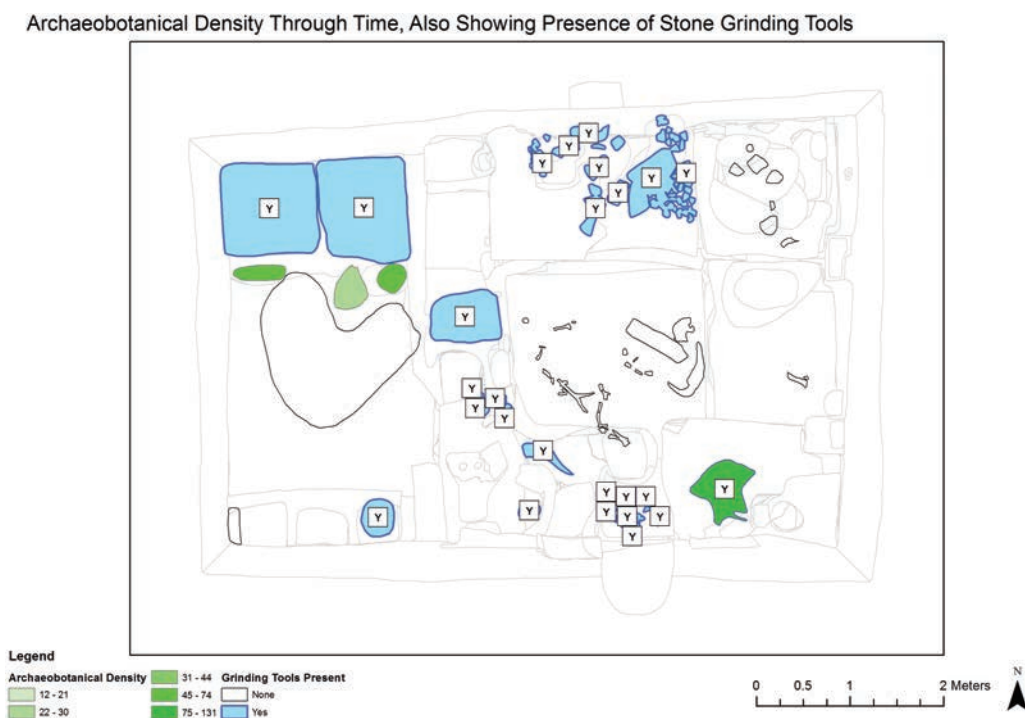 Archaeobotanical Density Through Time, Also Showing Presence of Stone Grinding Tools
Y
Y
Y
Y
Y
Y
Y
Y Y Y
Y
Y
Y
Y
Y
Y
Y
Y Y Y
Y Y Y Y Y
Y
Legend
Archaeobotanical Density
12 - 21
22 - 30
31 - 44
45 - 74
75 - 131
Grinding Tools Present
None
Yes
0 0.5 1 2 Meters
N